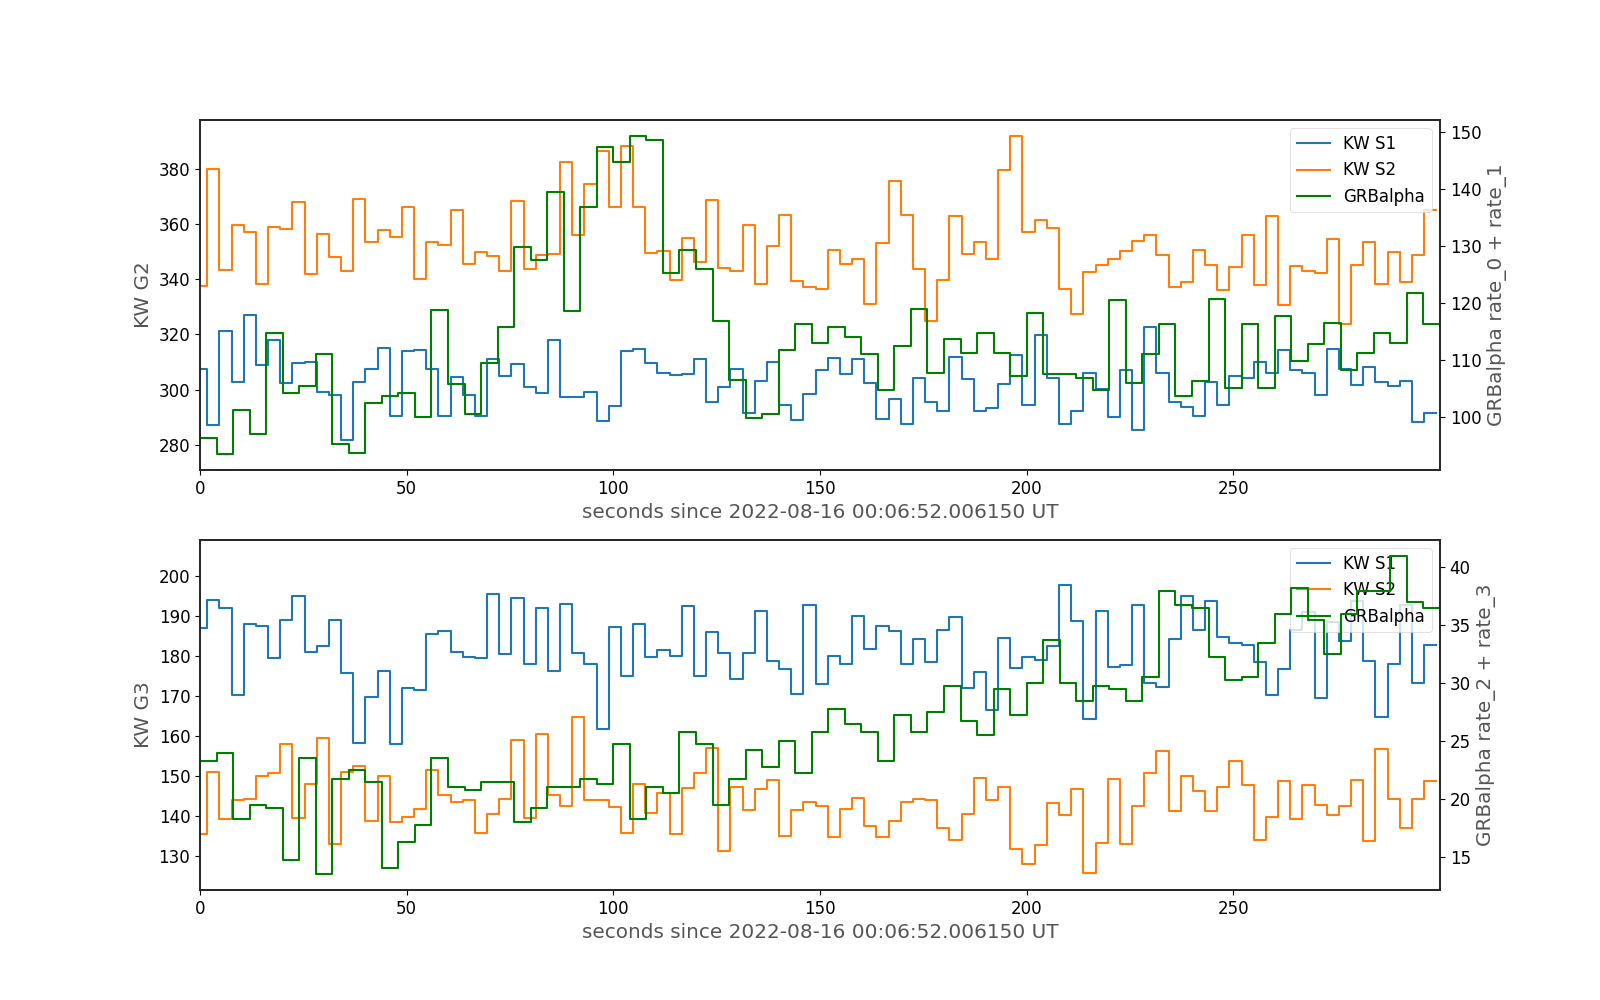 KW G2
380
360
340
320
300
280
KW S1
KW S2
GRBalpha
150
140
130
120
110
100
GRBalpha rate_0 + rate_1
0 50 100 150 200 250
seconds since 2022-08-16 00:06:52.006150 UT
KW G3
200
190
180
170
160
150
140
130
KW S1
KW S2
GRBalpha
40
35
30
25
20
15
GRBalpha rate_2 + rate_3
0 50 100 150 200 250
seconds since 2022-08-16 00:06:52.006150 UT